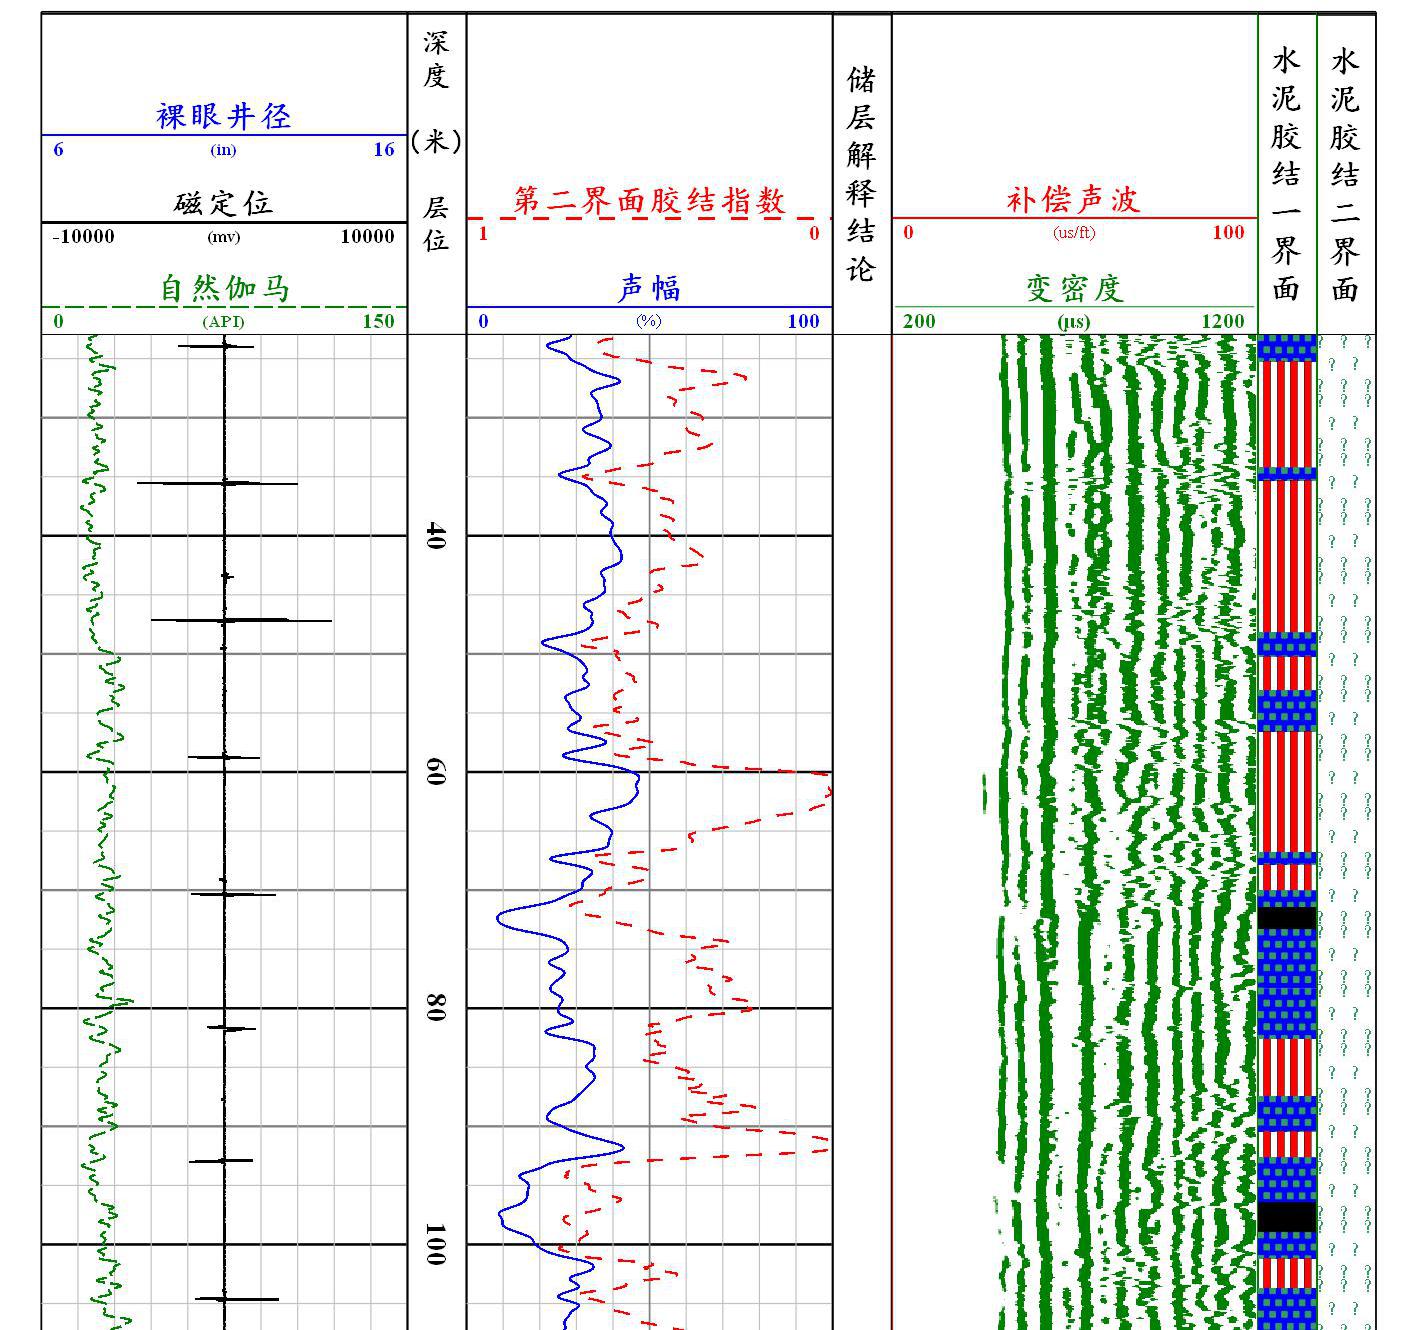 裸眼井径
6 (in) 16
磁定位
-10000 (mv) 10000
自然伽马
0 (API) 150
深度(米)
层位
第二界面胶结指数
1 0
声幅
0 (%) 100
储层解释结论
补偿声波
0 (us/ft) 100
变密度
200 (μs) 1200
水泥胶结一界面
水泥胶结二界面
40
60
80
100